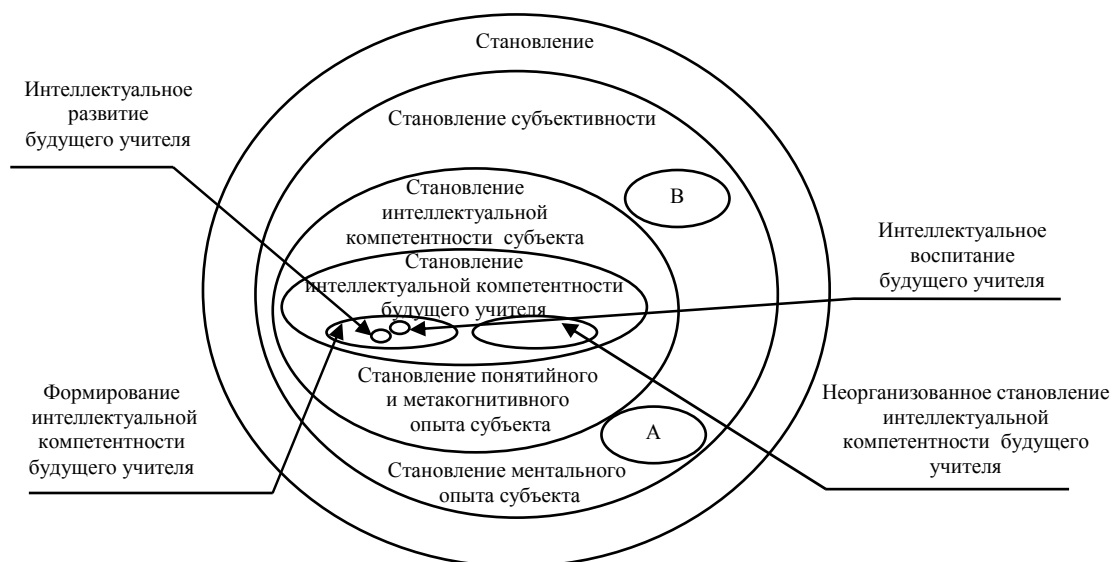 Становление
Интеллектуальное
развитие
будущего учителя
Становление субъективности
В
Становление
интеллектуальной
компетентности субъекта
Интеллектуальное
воспитание
будущего учителя
Становление
интеллектуальной компетентности
будущего учителя
Формирование
интеллектуальной
компетентности
будущего учителя
Становление понятийного
и метакогнитивного
опыта субъекта
Неорганизованное становление
интеллектуальной
компетентности будущего
учителя
А
Становление ментального
опыта субъекта